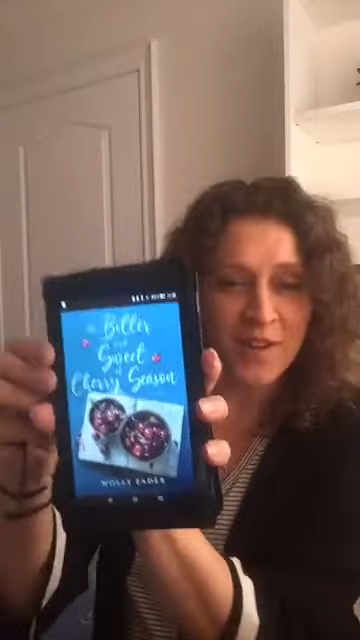 The
Bitter
and
Sweet
of
Cherry Season
MOLLY FADER